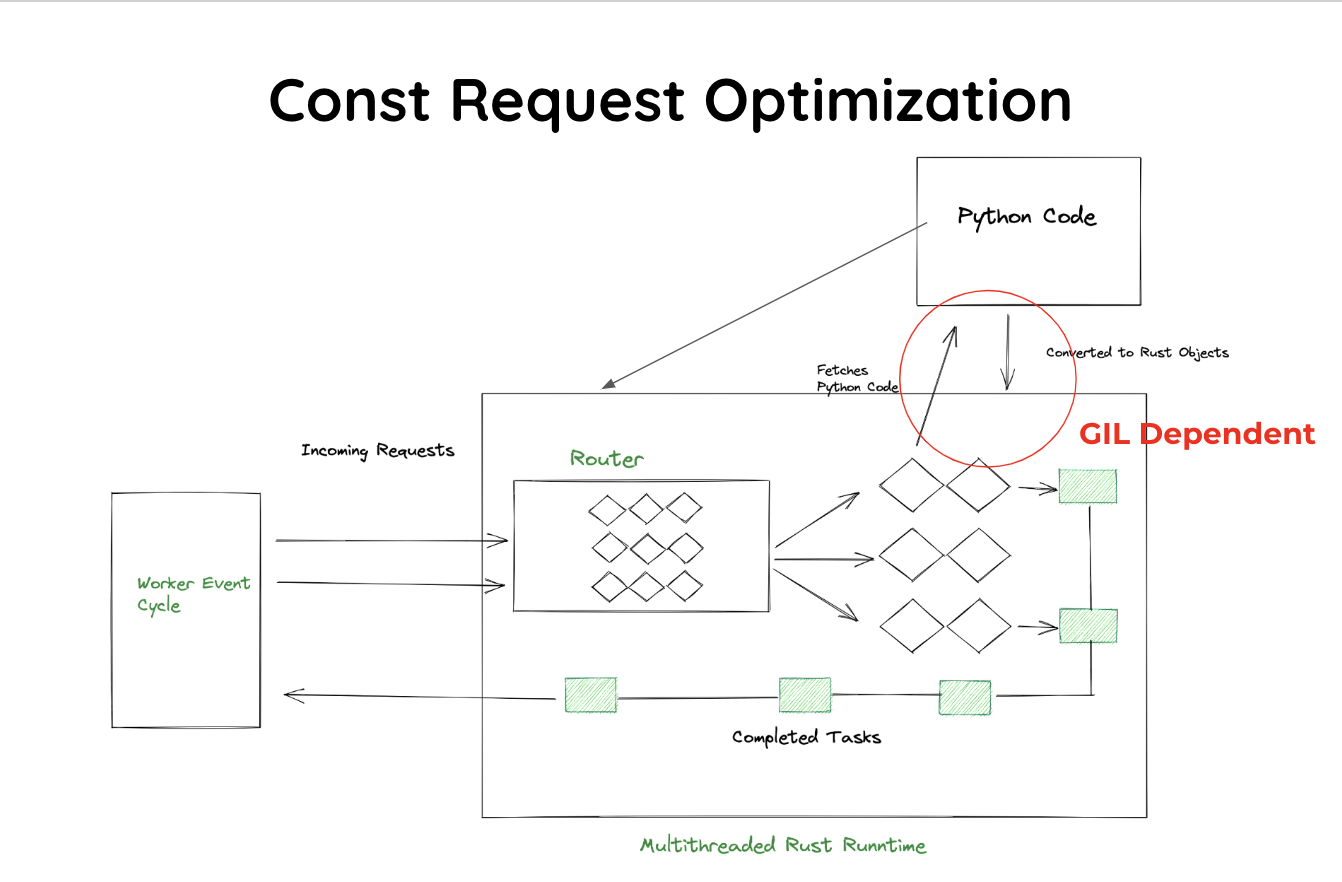 Const Request Optimization
Python Code
Fetches
Python Code
Converted to Rust Objects
GIL Dependent
Incoming Requests
Router
Worker Event
Cycle
Completed Tasks
Multithreaded Rust Runntime